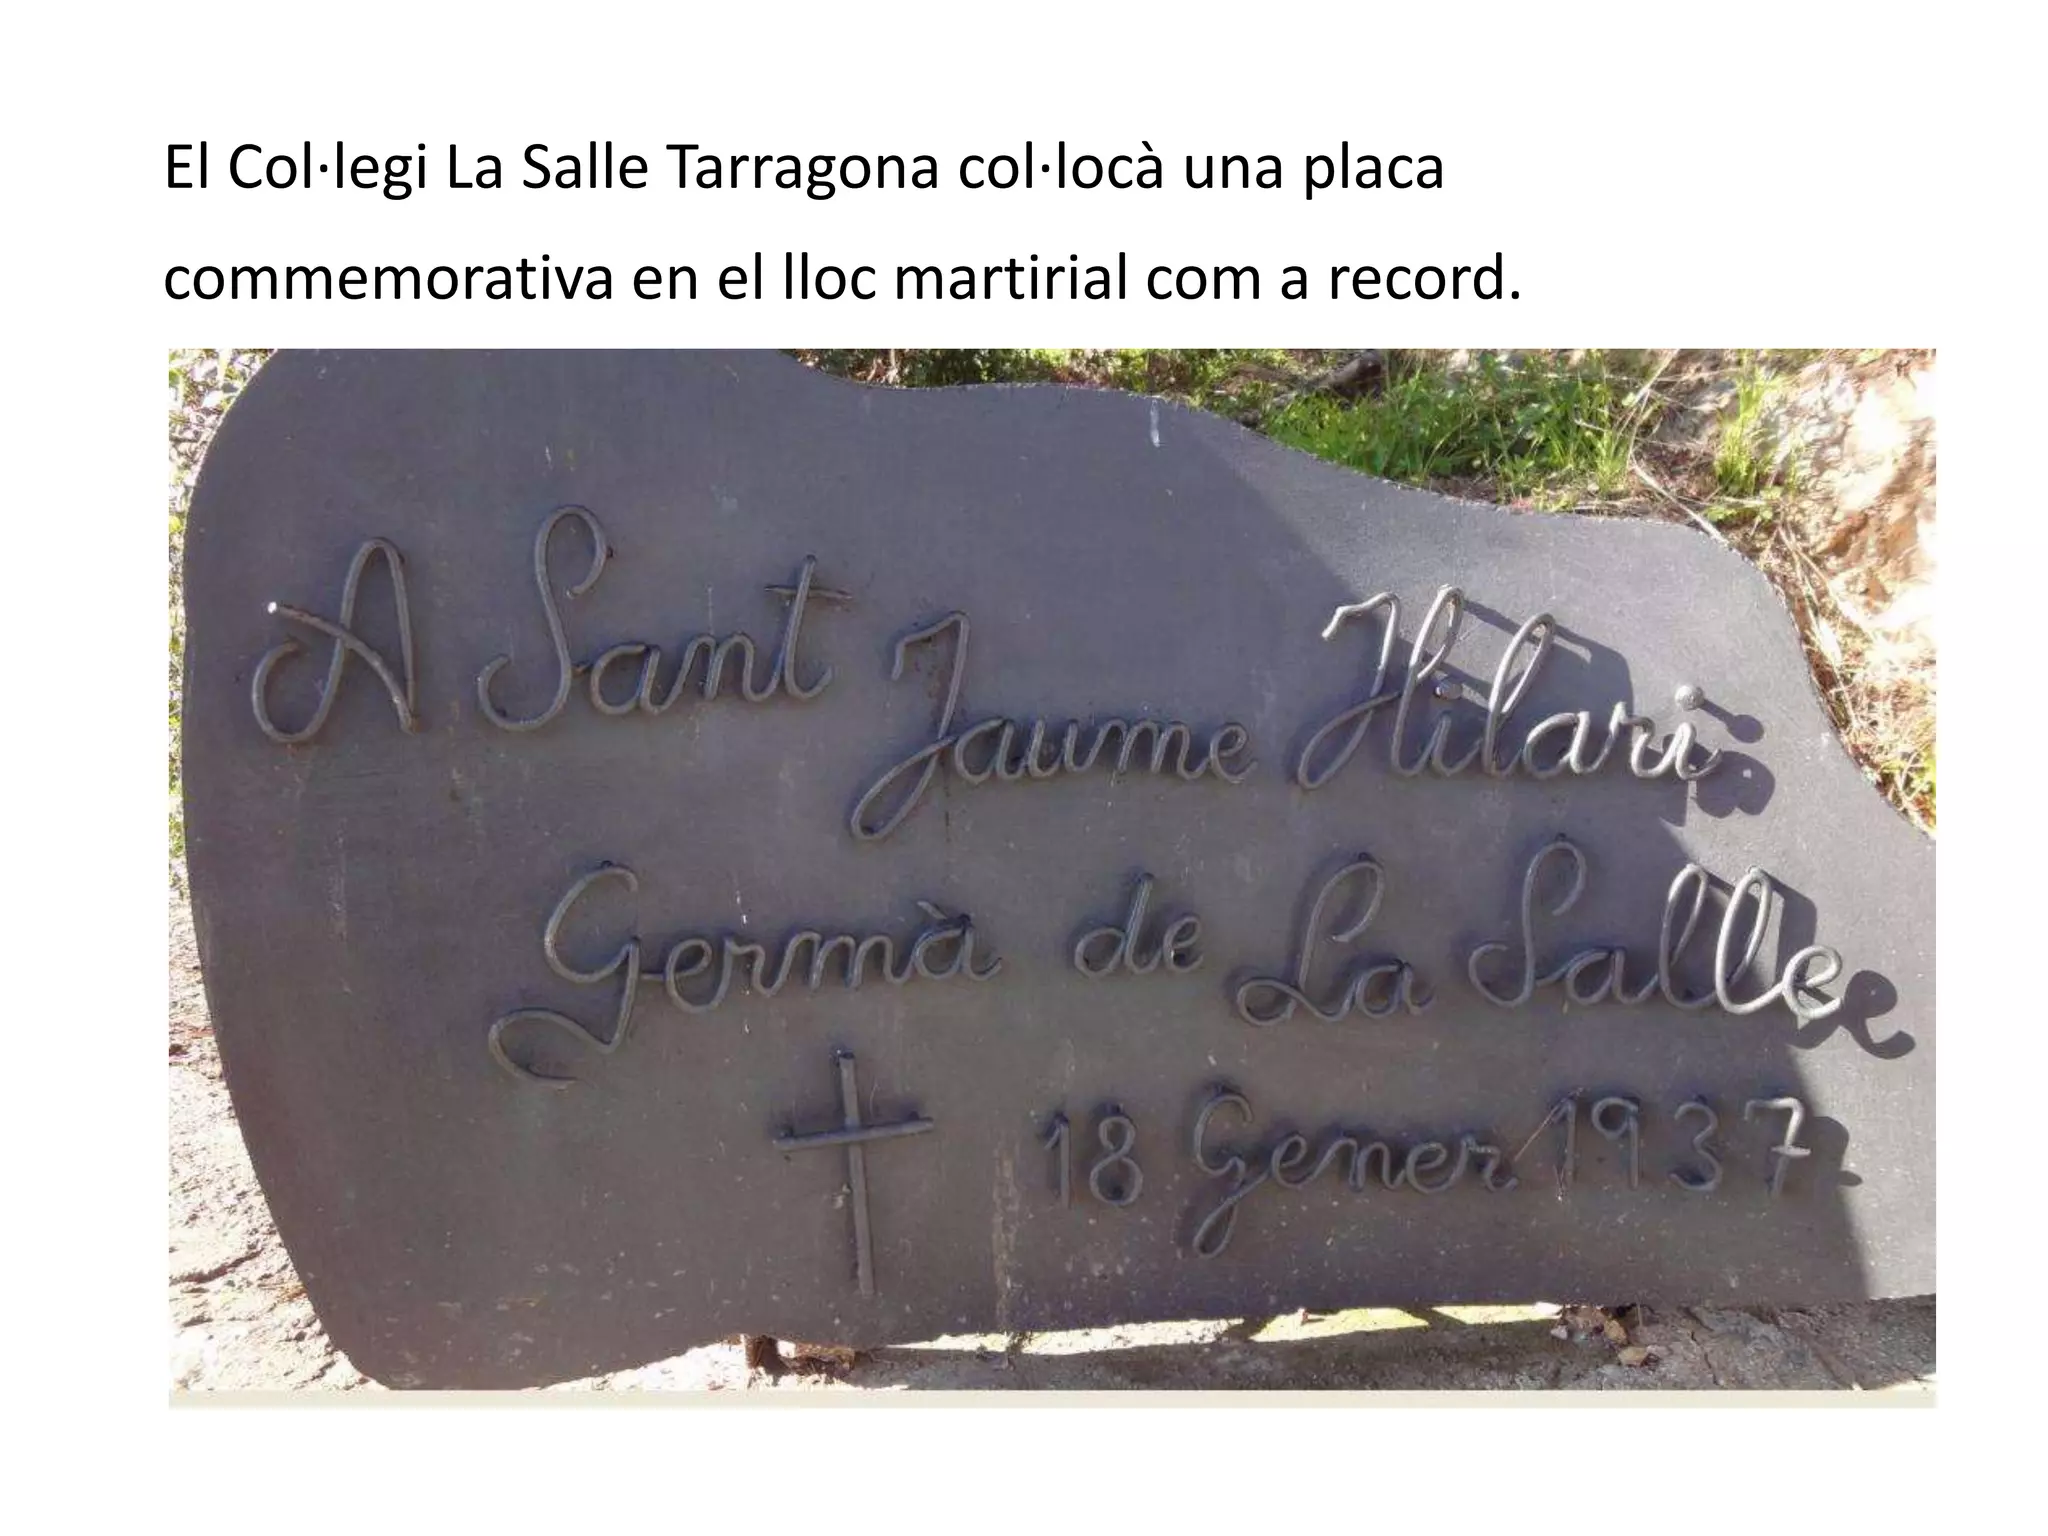 El Col·legi La Salle Tarragona col·locà una placa
commemorativa en el lloc martirial com a record.
A Sant Jaume Hilari
Germà de La Salle
18 Gener 1937